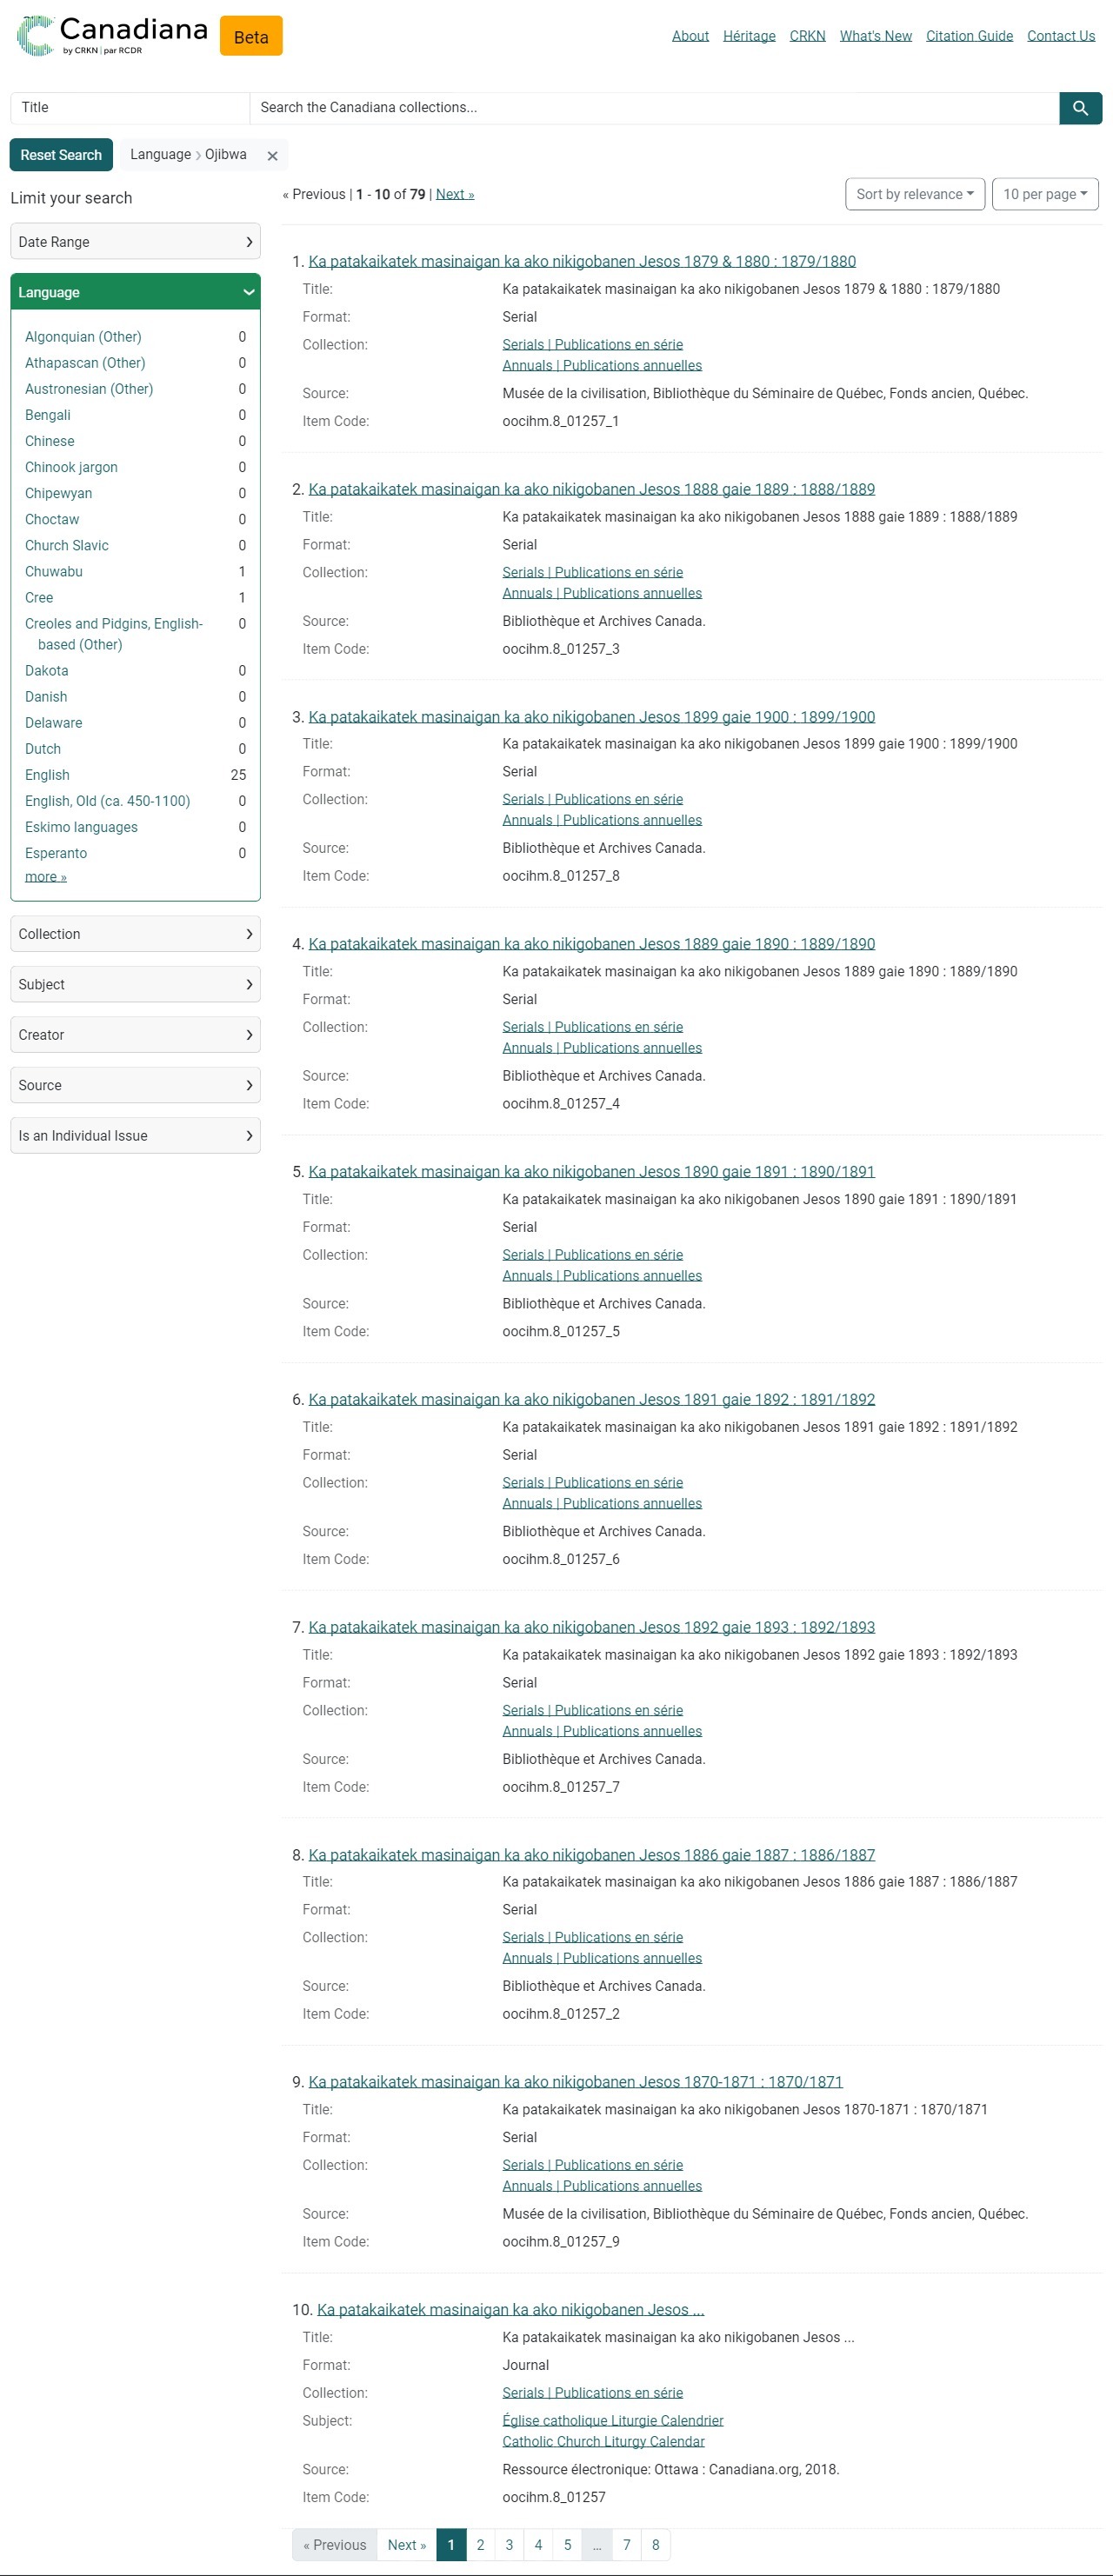 Canadiana
by CRKN | par RCDR
Beta
About Héritage CRKN What's New Citation Guide Contact Us
Title
Search the Canadiana collections...
Reset Search
Language › Ojibwa ×
Limit your search
Date Range
Language
Algonquian (Other) 0
Athapascan (Other) 0
Austronesian (Other) 0
Bengali 0
Chinese 0
Chinook jargon 0
Chipewyan 0
Choctaw 0
Church Slavic 0
Chuwabu 1
Cree 1
Creoles and Pidgins, English- 0
based (Other)
Dakota 0
Danish 0
Delaware 0
Dutch 0
English 25
English, Old (ca. 450-1100) 0
Eskimo languages 0
Esperanto 0
more »
Collection
Subject
Creator
Source
Is an Individual Issue
« Previous | 1 - 10 of 79 | Next »
Sort by relevance
10 per page
1. Ka patakaikatek masinaigan ka ako nikigobanen Jesos 1879 & 1880 : 1879/1880
Title: Ka patakaikatek masinaigan ka ako nikigobanen Jesos 1879 & 1880 : 1879/1880
Format: Serial
Collection: Serials | Publications en série
Annuals | Publications annuelles
Source: Musée de la civilisation, Bibliothèque du Séminaire de Québec, Fonds ancien, Québec.
Item Code: oocihm.8_01257_1
2. Ka patakaikatek masinaigan ka ako nikigobanen Jesos 1888 gaie 1889 : 1888/1889
Title: Ka patakaikatek masinaigan ka ako nikigobanen Jesos 1888 gaie 1889 : 1888/1889
Format: Serial
Collection: Serials | Publications en série
Annuals | Publications annuelles
Source: Bibliothèque et Archives Canada.
Item Code: oocihm.8_01257_3
3. Ka patakaikatek masinaigan ka ako nikigobanen Jesos 1899 gaie 1900 : 1899/1900
Title: Ka patakaikatek masinaigan ka ako nikigobanen Jesos 1899 gaie 1900 : 1899/1900
Format: Serial
Collection: Serials | Publications en série
Annuals | Publications annuelles
Source: Bibliothèque et Archives Canada.
Item Code: oocihm.8_01257_8
4. Ka patakaikatek masinaigan ka ako nikigobanen Jesos 1889 gaie 1890 : 1889/1890
Title: Ka patakaikatek masinaigan ka ako nikigobanen Jesos 1889 gaie 1890 : 1889/1890
Format: Serial
Collection: Serials | Publications en série
Annuals | Publications annuelles
Source: Bibliothèque et Archives Canada.
Item Code: oocihm.8_01257_4
5. Ka patakaikatek masinaigan ka ako nikigobanen Jesos 1890 gaie 1891 : 1890/1891
Title: Ka patakaikatek masinaigan ka ako nikigobanen Jesos 1890 gaie 1891 : 1890/1891
Format: Serial
Collection: Serials | Publications en série
Annuals | Publications annuelles
Source: Bibliothèque et Archives Canada.
Item Code: oocihm.8_01257_5
6. Ka patakaikatek masinaigan ka ako nikigobanen Jesos 1891 gaie 1892 : 1891/1892
Title: Ka patakaikatek masinaigan ka ako nikigobanen Jesos 1891 gaie 1892 : 1891/1892
Format: Serial
Collection: Serials | Publications en série
Annuals | Publications annuelles
Source: Bibliothèque et Archives Canada.
Item Code: oocihm.8_01257_6
7. Ka patakaikatek masinaigan ka ako nikigobanen Jesos 1892 gaie 1893 : 1892/1893
Title: Ka patakaikatek masinaigan ka ako nikigobanen Jesos 1892 gaie 1893 : 1892/1893
Format: Serial
Collection: Serials | Publications en série
Annuals | Publications annuelles
Source: Bibliothèque et Archives Canada.
Item Code: oocihm.8_01257_7
8. Ka patakaikatek masinaigan ka ako nikigobanen Jesos 1886 gaie 1887 : 1886/1887
Title: Ka patakaikatek masinaigan ka ako nikigobanen Jesos 1886 gaie 1887 : 1886/1887
Format: Serial
Collection: Serials | Publications en série
Annuals | Publications annuelles
Source: Bibliothèque et Archives Canada.
Item Code: oocihm.8_01257_2
9. Ka patakaikatek masinaigan ka ako nikigobanen Jesos 1870-1871 : 1870/1871
Title: Ka patakaikatek masinaigan ka ako nikigobanen Jesos 1870-1871 : 1870/1871
Format: Serial
Collection: Serials | Publications en série
Annuals | Publications annuelles
Source: Musée de la civilisation, Bibliothèque du Séminaire de Québec, Fonds ancien, Québec.
Item Code: oocihm.8_01257_9
10. Ka patakaikatek masinaigan ka ako nikigobanen Jesos ...
Title: Ka patakaikatek masinaigan ka ako nikigobanen Jesos ...
Format: Journal
Collection: Serials | Publications en série
Subject: Église catholique Liturgie Calendrier
Catholic Church Liturgy Calendar
Source: Ressource électronique: Ottawa : Canadiana.org, 2018.
Item Code: oocihm.8_01257
« Previous Next » 1 2 3 4 5 ... 7 8